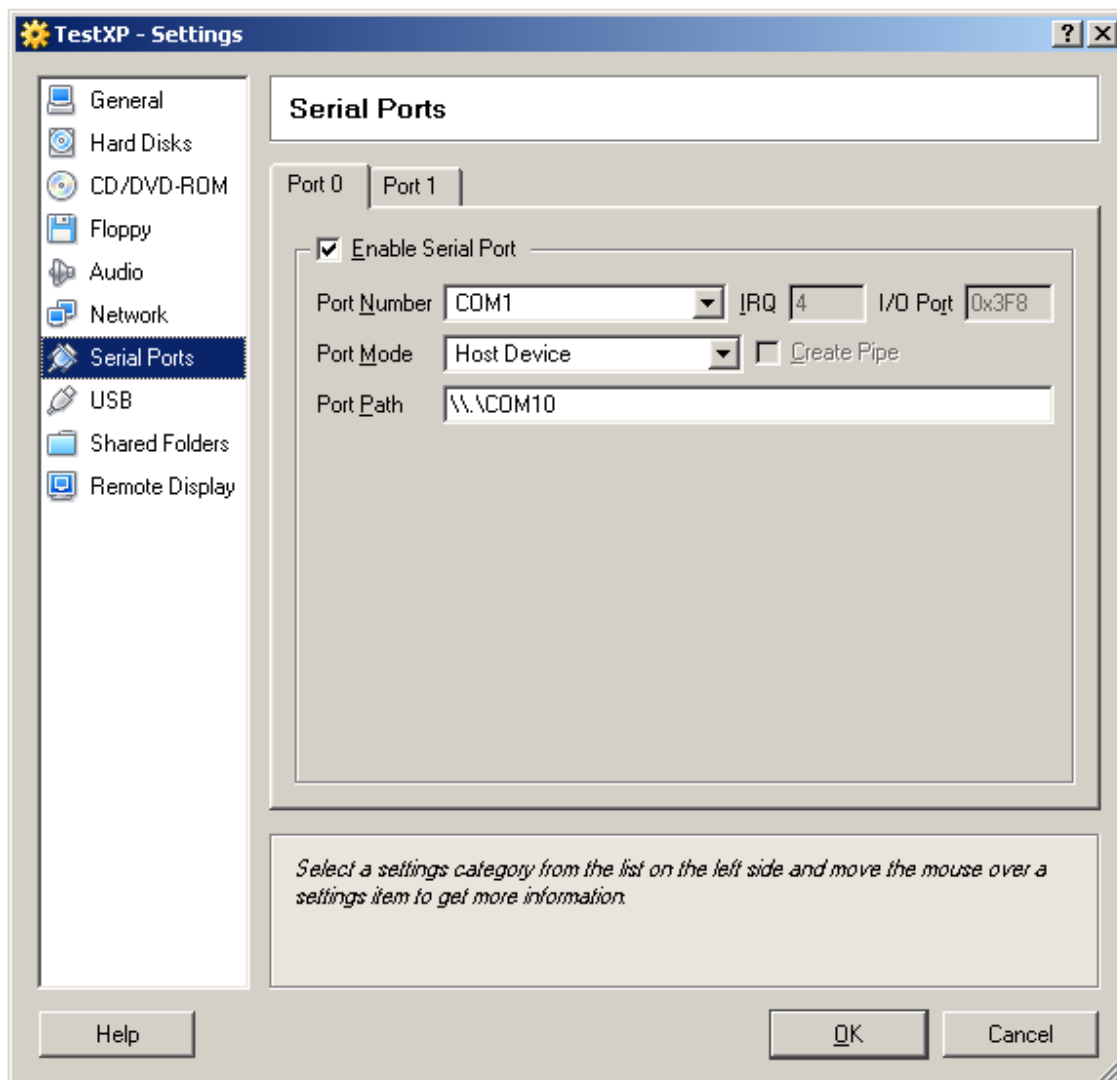 TestXP - Settings
General
Hard Disks
CD/DVD-ROM
Floppy
Audio
Network
Serial Ports
USB
Shared Folders
Remote Display
Serial Ports
Port 0 Port 1
Enable Serial Port
Port Number COM1 IRQ 4 I/O Port 0x3F8
Port Mode Host Device Create Pipe
Port Path \\.\COM10
Select a settings category from the list on the left side and move the mouse over a
settings item to get more information.
Help OK Cancel